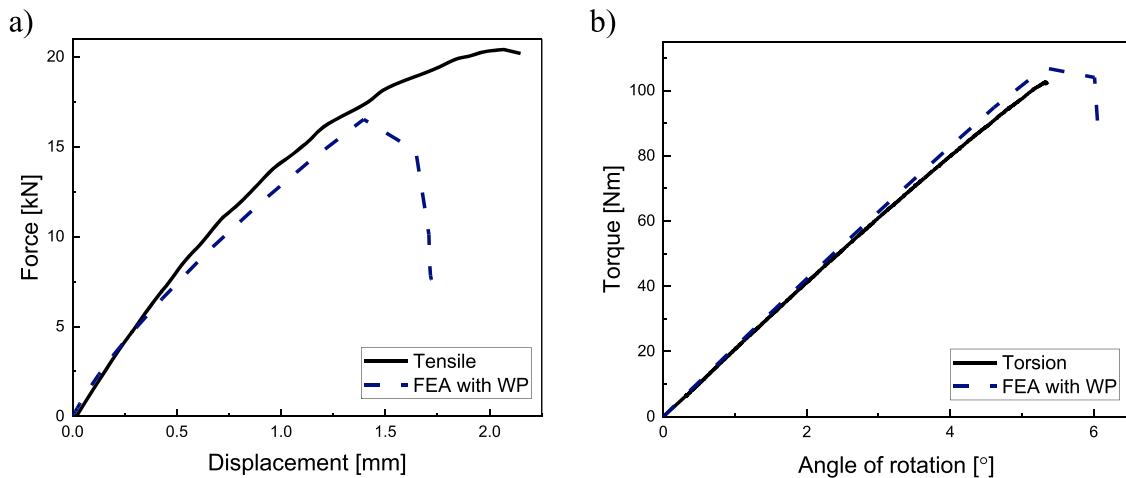 a)
Force [kN]
20
15
10
5
0
0.0 0.5 1.0 1.5 2.0
Displacement [mm]
Tensile
FEA with WP
b)
Torque [Nm]
100
80
60
40
20
0
0 2 4 6
Angle of rotation [°]
Torsion
FEA with WP